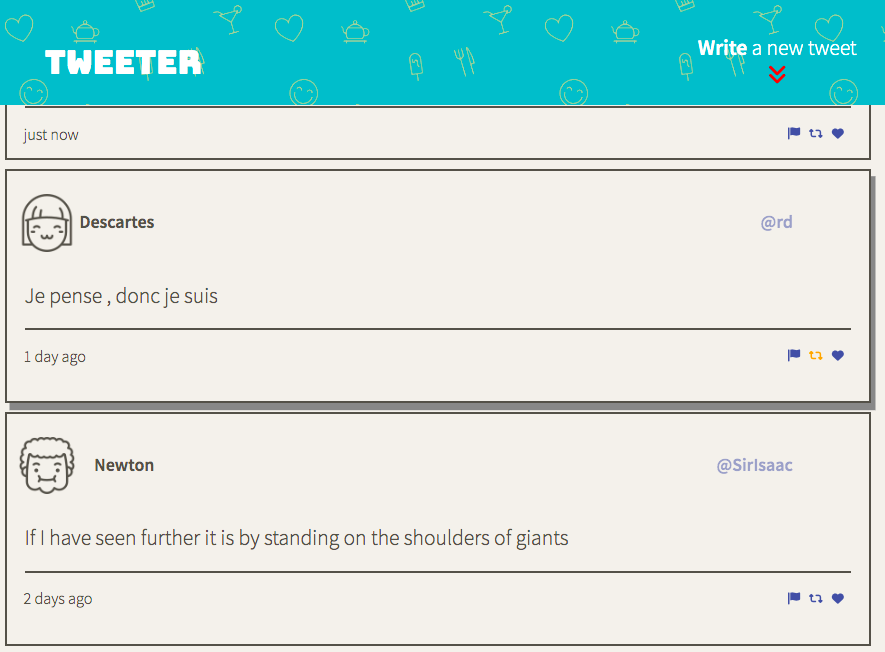 TWEETER
Write a new tweet
just now
Descartes
@rd
Je pense , donc je suis
1 day ago
Newton
@SirIsaac
If I have seen further it is by standing on the shoulders of giants
2 days ago